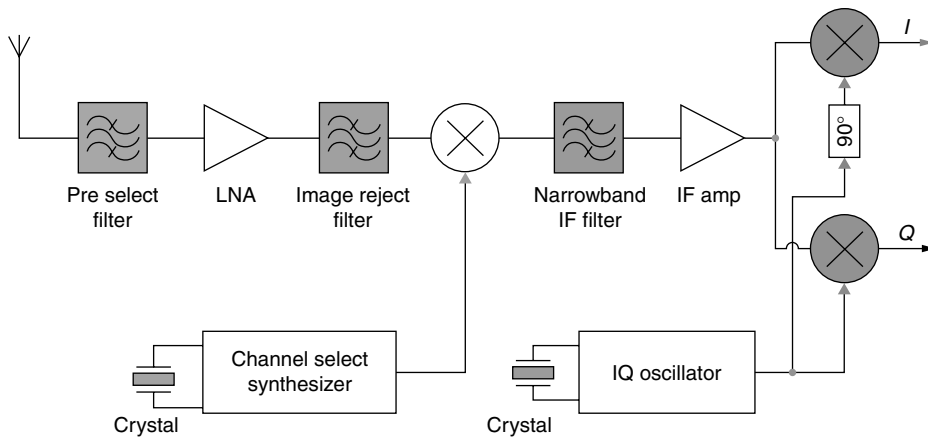 I
90°
Pre select
filter
LNA
Image reject
filter
Narrowband
IF filter
IF amp
Q
Channel select
synthesizer
IQ oscillator
Crystal
Crystal